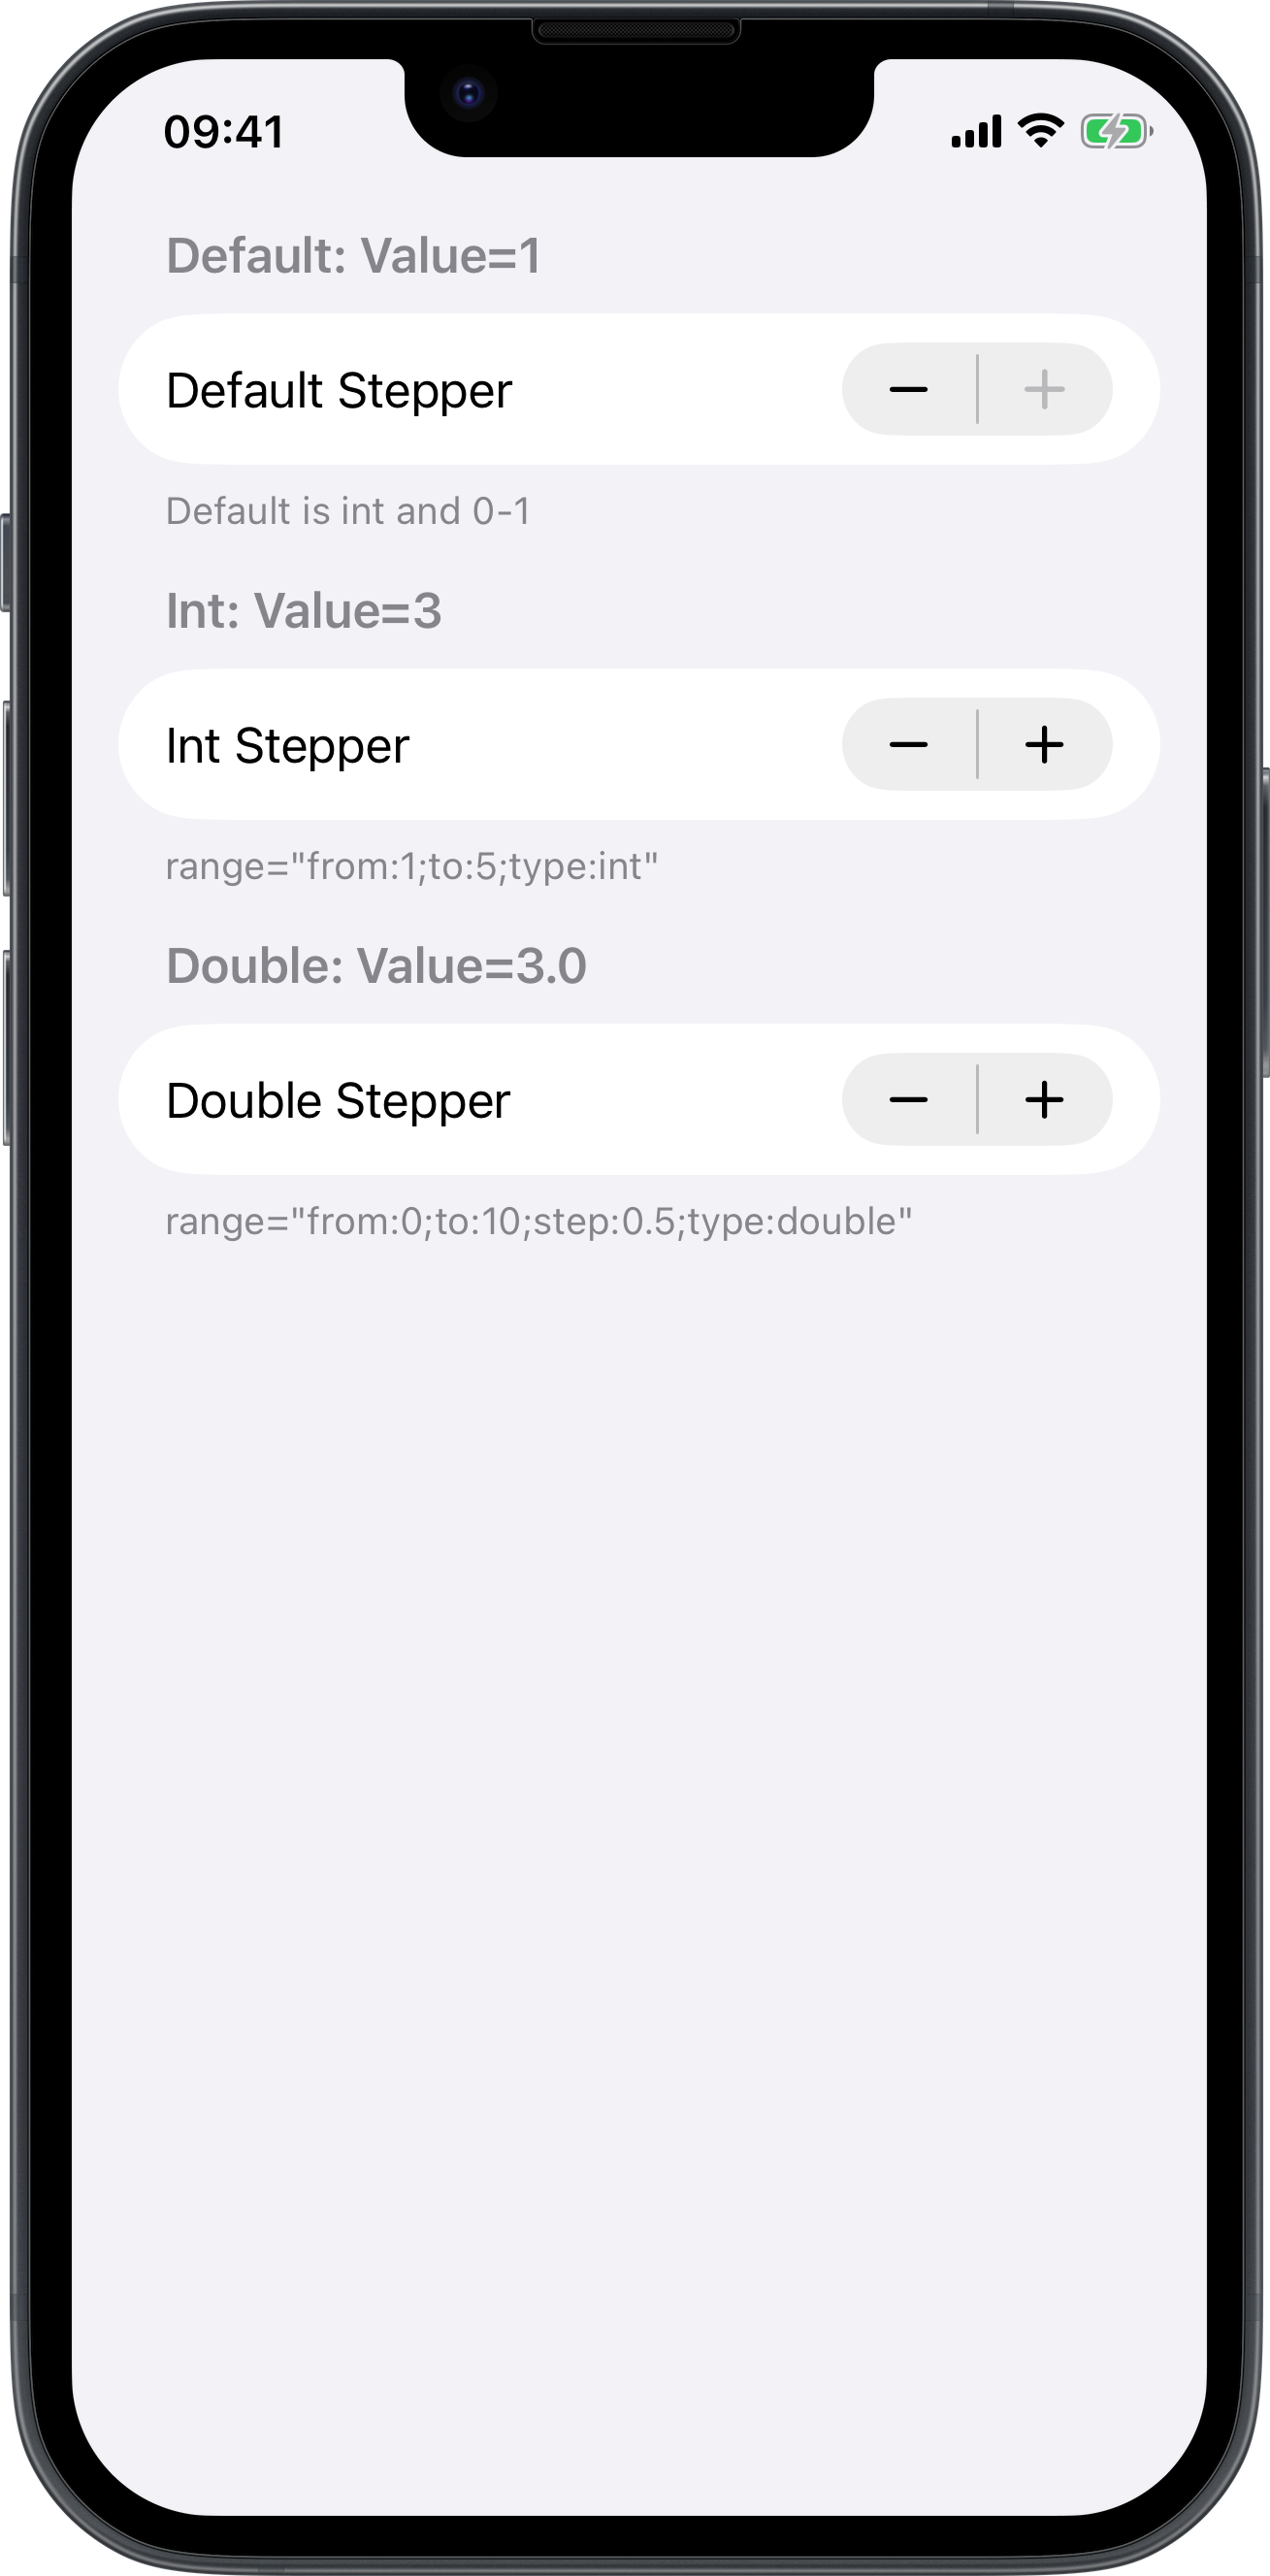 09:41
Default: Value=1
Default Stepper
Default is int and 0-1
Int: Value=3
Int Stepper
range="from:1;to:5;type:int"
Double: Value=3.0
Double Stepper
range="from:0;to:10;step:0.5;type:double"